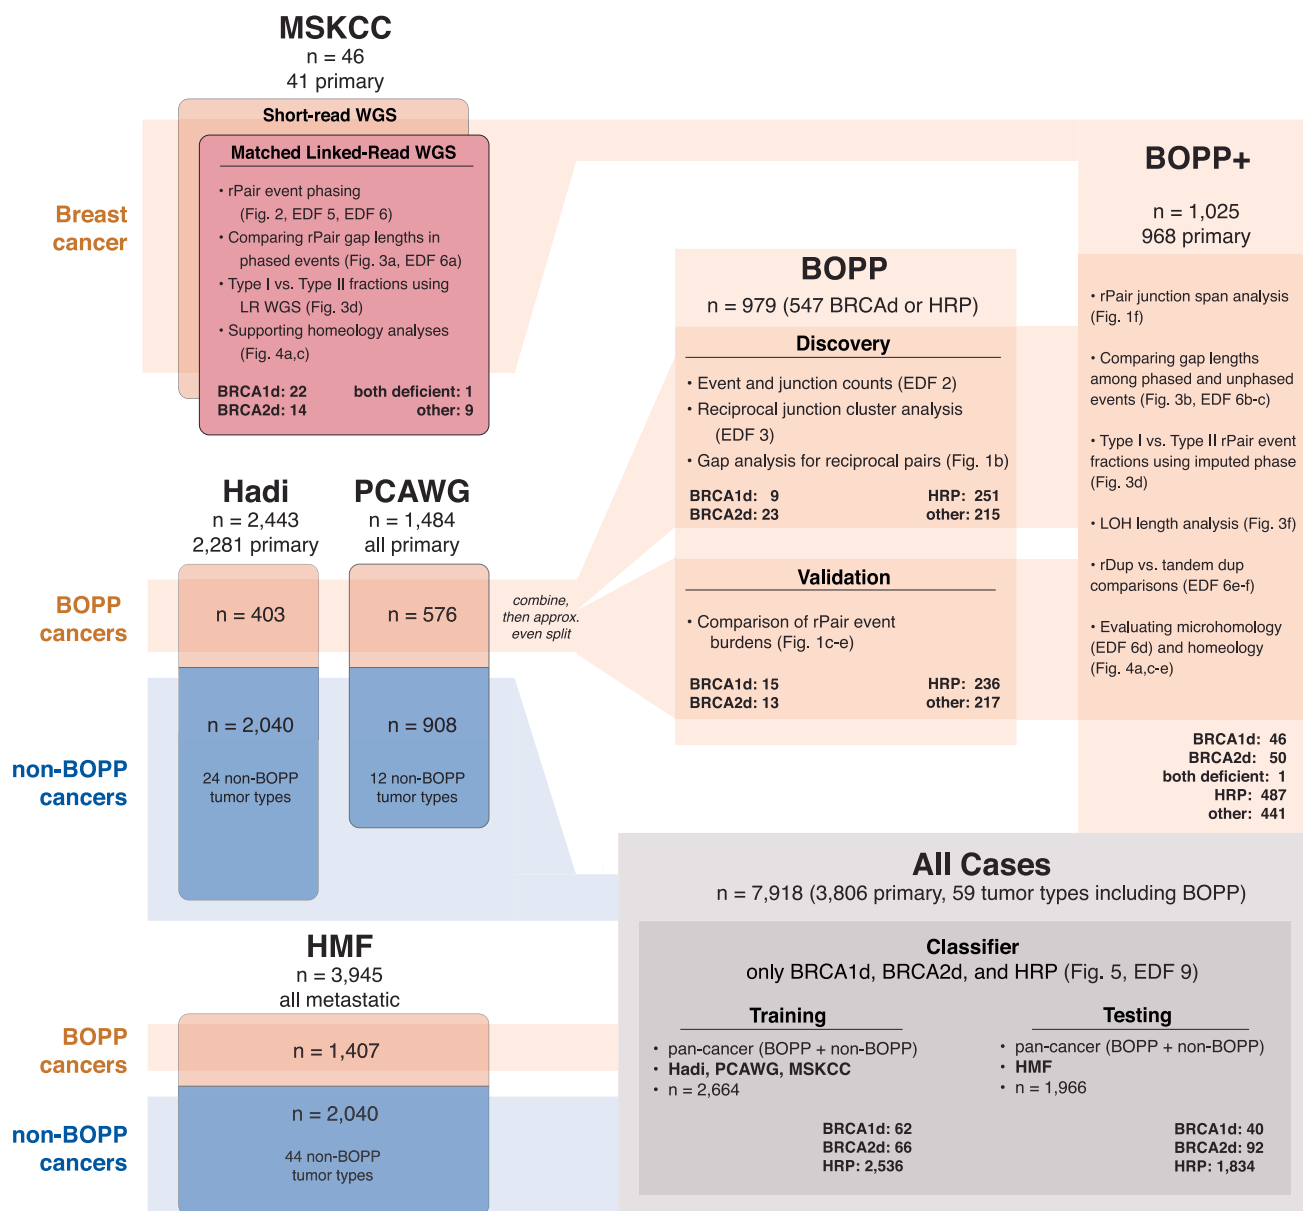 MSKCC
n = 46
41 primary
Short-read WGS
Matched Linked-Read WGS
• rPair event phasing
(Fig. 2, EDF 5, EDF 6)
• Comparing rPair gap lengths in
phased events (Fig. 3a, EDF 6a)
• Type I vs. Type II fractions using
LR WGS (Fig. 3d)
• Supporting homeology analyses
(Fig. 4a,c)
BRCA1d: 22 both deficient: 1
BRCA2d: 14 other: 9
Breast
cancer
Hadi
n = 2,443
2,281 primary
PCAWG
n = 1,484
all primary
BOPP
cancers
n = 403
n = 576
combine,
then approx.
even split
non-BOPP
cancers
n = 2,040
24 non-BOPP
tumor types
n = 908
12 non-BOPP
tumor types
BOPP
n = 979 (547 BRCAd or HRP)
Discovery
• Event and junction counts (EDF 2)
• Reciprocal junction cluster analysis
(EDF 3)
• Gap analysis for reciprocal pairs (Fig. 1b)
BRCA1d: 9 HRP: 251
BRCA2d: 23 other: 215
Validation
• Comparison of rPair event
burdens (Fig. 1c-e)
BRCA1d: 15 HRP: 236
BRCA2d: 13 other: 217
BOPP+
n = 1,025
968 primary
• rPair junction span analysis
(Fig. 1f)
• Comparing gap lengths
among phased and unphased
events (Fig. 3b, EDF 6b-c)
• Type I vs. Type II rPair event
fractions using imputed phase
(Fig. 3d)
• LOH length analysis (Fig. 3f)
• rDup vs. tandem dup
comparisons (EDF 6e-f)
• Evaluating microhomology
(EDF 6d) and homeology
(Fig. 4a,c-e)
BRCA1d: 46
BRCA2d: 50
both deficient: 1
HRP: 487
other: 441
HMF
n = 3,945
all metastatic
BOPP
cancers
n = 1,407
non-BOPP
cancers
n = 2,040
44 non-BOPP
tumor types
All Cases
n = 7,918 (3,806 primary, 59 tumor types including BOPP)
Classifier
only BRCA1d, BRCA2d, and HRP (Fig. 5, EDF 9)
Training
• pan-cancer (BOPP + non-BOPP)
• Hadi, PCAWG, MSKCC
• n = 2,664
BRCA1d: 62
BRCA2d: 66
HRP: 2,536
Testing
• pan-cancer (BOPP + non-BOPP)
• HMF
• n = 1,966
BRCA1d: 40
BRCA2d: 92
HRP: 1,834